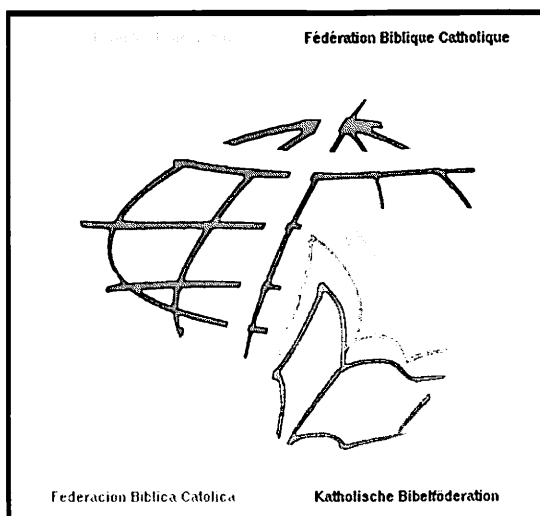 Fédération Biblique Catholique
Federacion Biblica Catolica
Katholische Bibelföderation